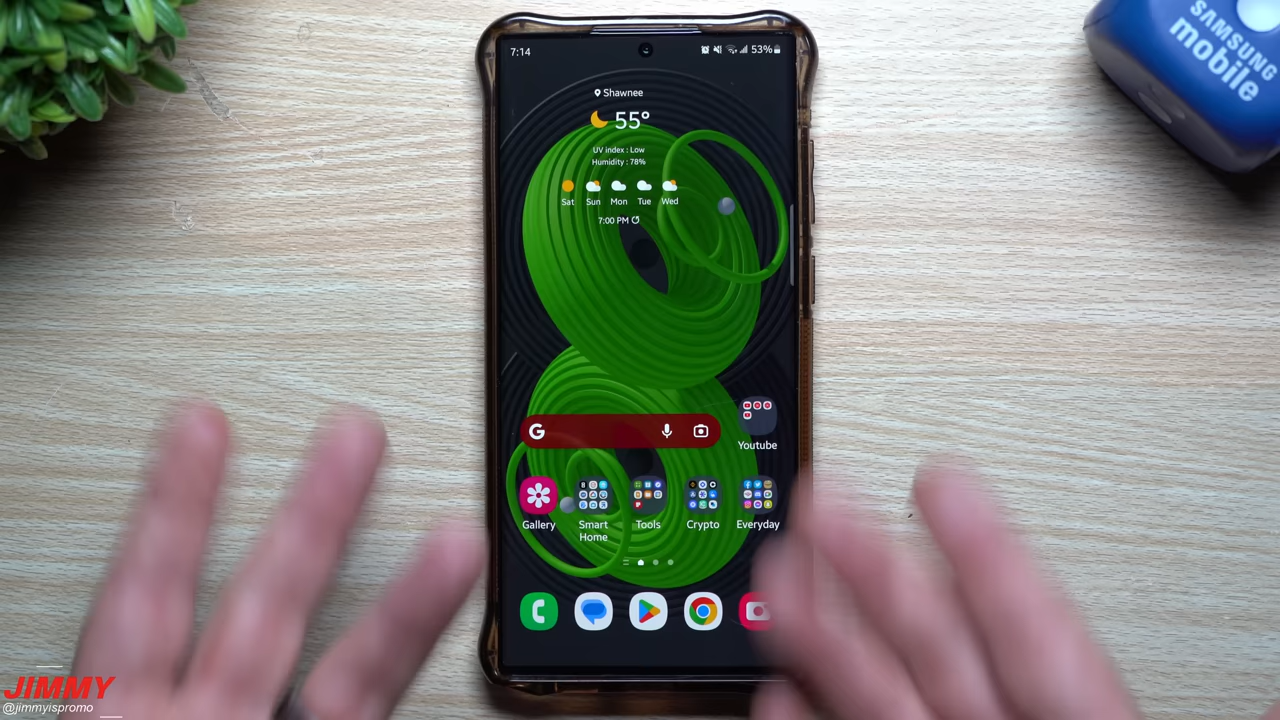 SAMSUNG
mobile
7:14
53%
Shawnee
55°
UV index : Low
Humidity : 78%
Sat Sun Mon Tue Wed
7:00 PM
G
Youtube
Gallery
Smart
Home
Tools
Crypto
Everyday
JIMMY
@jimmyispromo